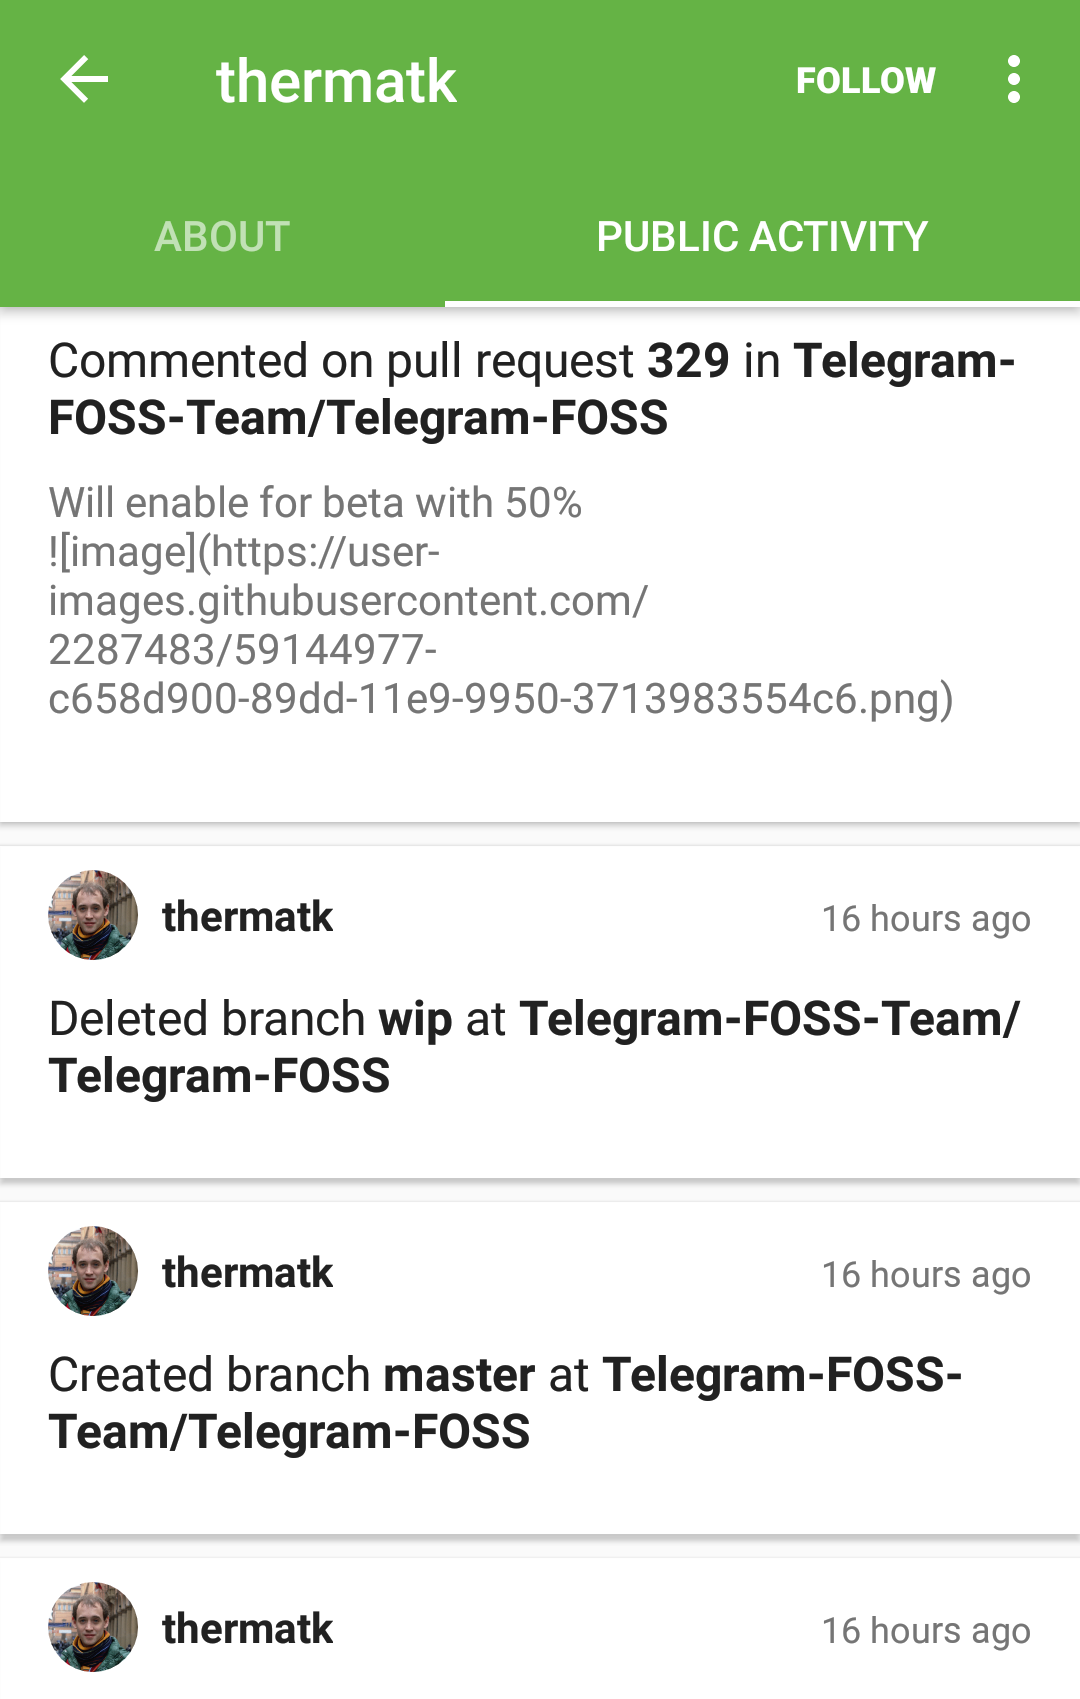 thermatk
FOLLOW
ABOUT
PUBLIC ACTIVITY
Commented on pull request 329 in Telegram-
FOSS-Team/Telegram-FOSS
Will enable for beta with 50%
![image](https://user-
images.githubusercontent.com/
2287483/59144977-
c658d900-89dd-11e9-9950-3713983554c6.png)
thermatk
16 hours ago
Deleted branch wip at Telegram-FOSS-Team/
Telegram-FOSS
thermatk
16 hours ago
Created branch master at Telegram-FOSS-
Team/Telegram-FOSS
thermatk
16 hours ago